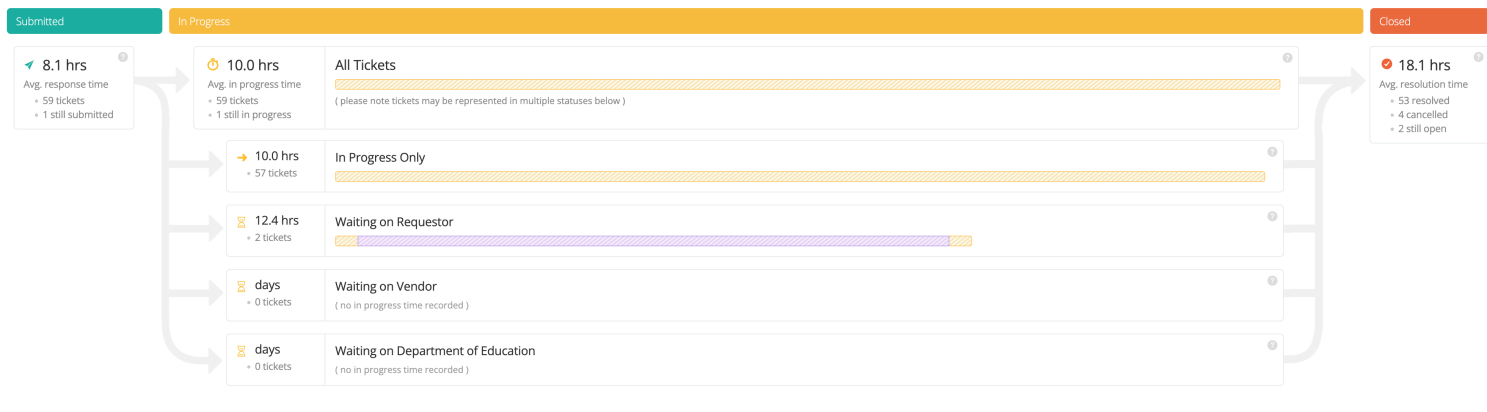 Submitted
In Progress
Closed
8.1 hrs
Avg. response time
59 tickets
1 still submitted
10.0 hrs
Avg. in progress time
59 tickets
1 still in progress
All Tickets
( please note tickets may be represented in multiple statuses below )
18.1 hrs
Avg. resolution time
53 resolved
4 cancelled
2 still open
10.0 hrs
57 tickets
In Progress Only
12.4 hrs
2 tickets
Waiting on Requestor
days
0 tickets
Waiting on Vendor
( no in progress time recorded )
days
0 tickets
Waiting on Department of Education
( no in progress time recorded )